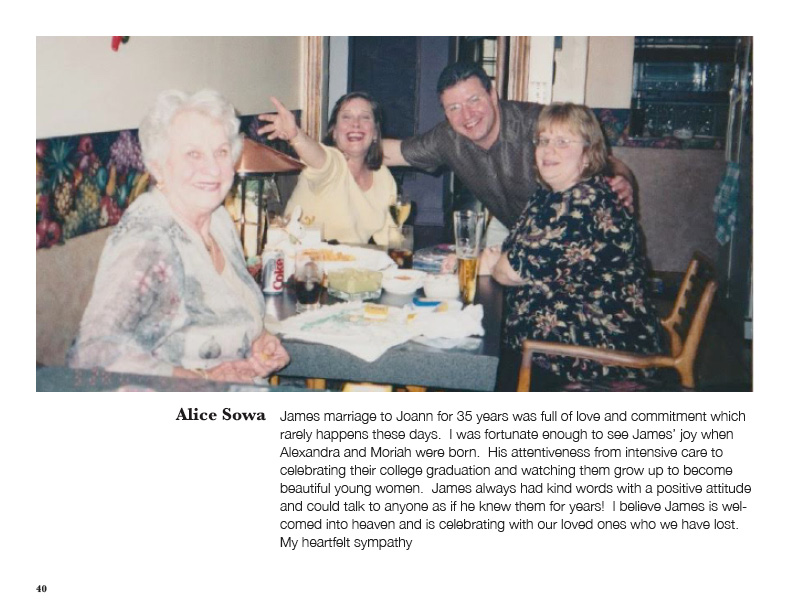 Coke
Alice Sowa
James marriage to Joann for 35 years was full of love and commitment which
rarely happens these days.  I was fortunate enough to see James’ joy when
Alexandra and Moriah were born.  His attentiveness from intensive care to
celebrating their college graduation and watching them grow up to become
beautiful young women.  James always had kind words with a positive attitude
and could talk to anyone as if he knew them for years!  I believe James is wel-
comed into heaven and is celebrating with our loved ones who we have lost.
My heartfelt sympathy
40